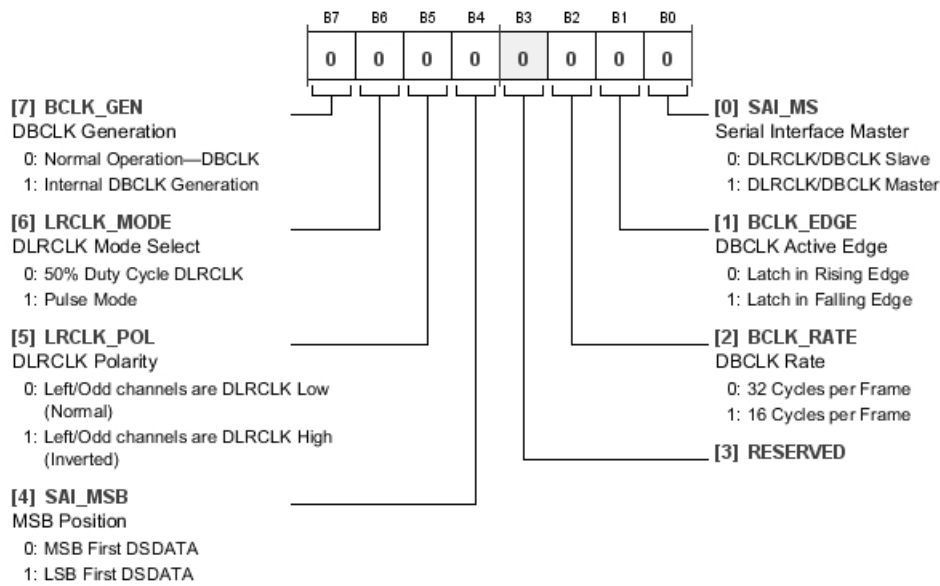 B7 B6 B5 B4 B3 B2 B1 B0
0 0 0 0 0 0 0 0
[7] BCLK_GEN
DBCLK Generation
0: Normal Operation—DBCLK
1: Internal DBCLK Generation
[6] LRCLK_MODE
DLRCLK Mode Select
0: 50% Duty Cycle DLRCLK
1: Pulse Mode
[5] LRCLK_POL
DLRCLK Polarity
0: Left/Odd channels are DLRCLK Low
(Normal)
1: Left/Odd channels are DLRCLK High
(Inverted)
[4] SAI_MSB
MSB Position
0: MSB First DSDATA
1: LSB First DSDATA
[0] SAI_MS
Serial Interface Master
0: DLRCLK/DBCLK Slave
1: DLRCLK/DBCLK Master
[1] BCLK_EDGE
DBCLK Active Edge
0: Latch in Rising Edge
1: Latch in Falling Edge
[2] BCLK_RATE
DBCLK Rate
0: 32 Cycles per Frame
1: 16 Cycles per Frame
[3] RESERVED